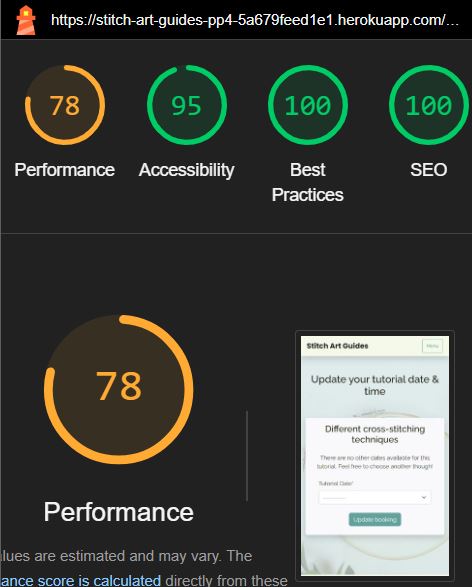 https://stitch-art-guides-pp4-5a679feed1e1.herokuapp.com/…
78
95
100
100
Performance
Accessibility
Best
Practices
SEO
78
Performance
lues are estimated and may vary. The
ance score is calculated directly from these
Stitch Art Guides
Menu
Update your tutorial date &
time
Different cross-stitching
techniques
There are no other dates available for this
tutorial. Feel free to choose another though!
Tutorial Date*
---------
Update booking